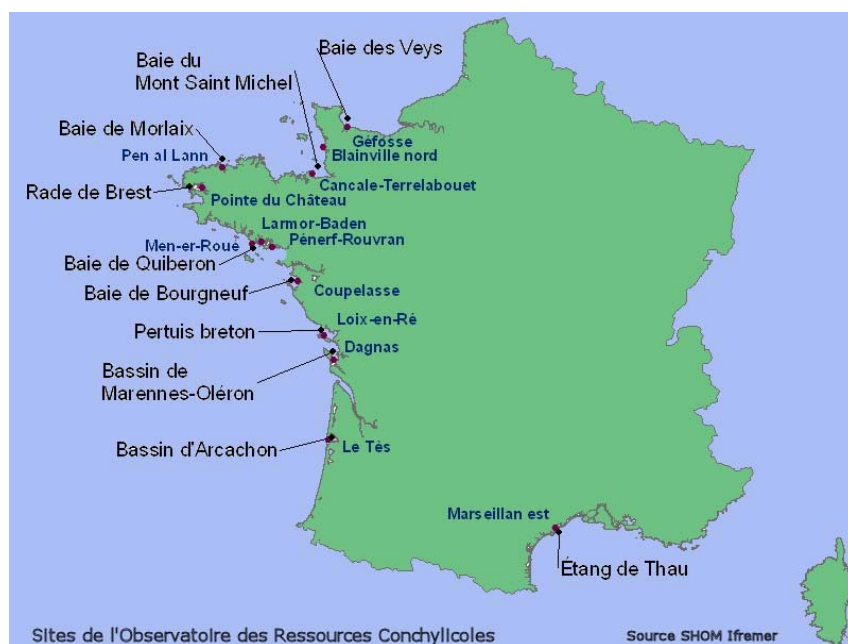 Baie des Veys
Baie du
Mont Saint Michel
Baie de Morlaix
Géfosse
Pen al Lann
Blainville nord
Cancale-Terrelabouet
Rade de Brest
Pointe du Château
Larmor-Baden
Men-er-Roué
Pénerf-Rouvran
Baie de Quiberon
Baie de Bourgneuf
Coupelasse
Loix-en-Ré
Pertuis breton
Dagnas
Bassin de
Marennes-Oléron
Bassin d'Arcachon
Le Tès
Marseillan est
Étang de Thau
Sites de l'Observatoire des Ressources Conchylicoles
Source SHOM Ifremer